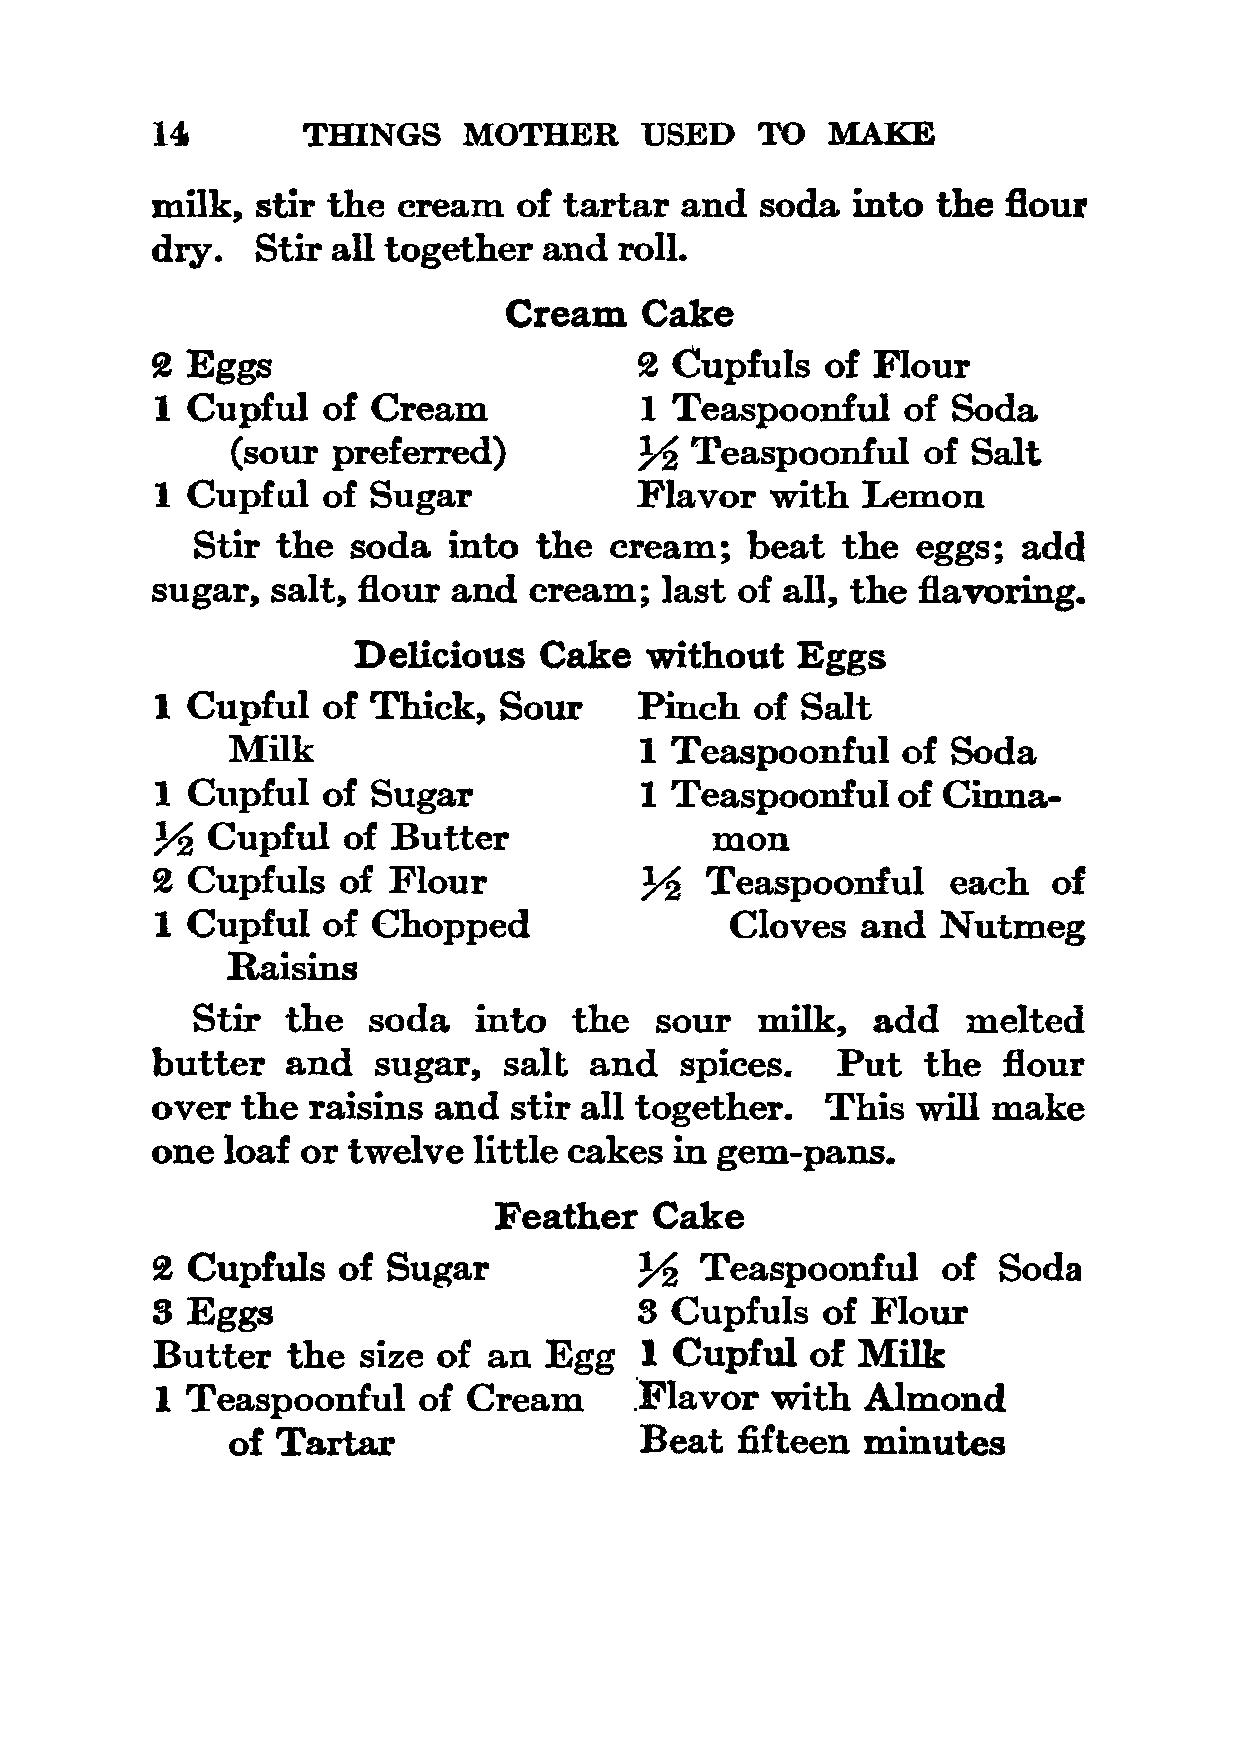 14 THINGS MOTHER USED TO MAKE
milk, stir the cream of tartar and soda into the flour
dry. Stir all together and roll.
Cream Cake
2 Eggs
1 Cupful of Cream
(sour preferred)
1 Cupful of Sugar
2 Cupfuls of Flour
1 Teaspoonful of Soda
½ Teaspoonful of Salt
Flavor with Lemon
Stir the soda into the cream; beat the eggs; add
sugar, salt, flour and cream; last of all, the flavoring.
Delicious Cake without Eggs
1 Cupful of Thick, Sour
Milk
1 Cupful of Sugar
½ Cupful of Butter
2 Cupfuls of Flour
1 Cupful of Chopped
Raisins
Pinch of Salt
1 Teaspoonful of Soda
1 Teaspoonful of Cinna-
mon
½ Teaspoonful each of
Cloves and Nutmeg
Stir the soda into the sour milk, add melted
butter and sugar, salt and spices. Put the flour
over the raisins and stir all together. This will make
one loaf or twelve little cakes in gem-pans.
Feather Cake
2 Cupfuls of Sugar
3 Eggs
Butter the size of an Egg
1 Teaspoonful of Cream
of Tartar
½ Teaspoonful of Soda
3 Cupfuls of Flour
1 Cupful of Milk
Flavor with Almond
Beat fifteen minutes